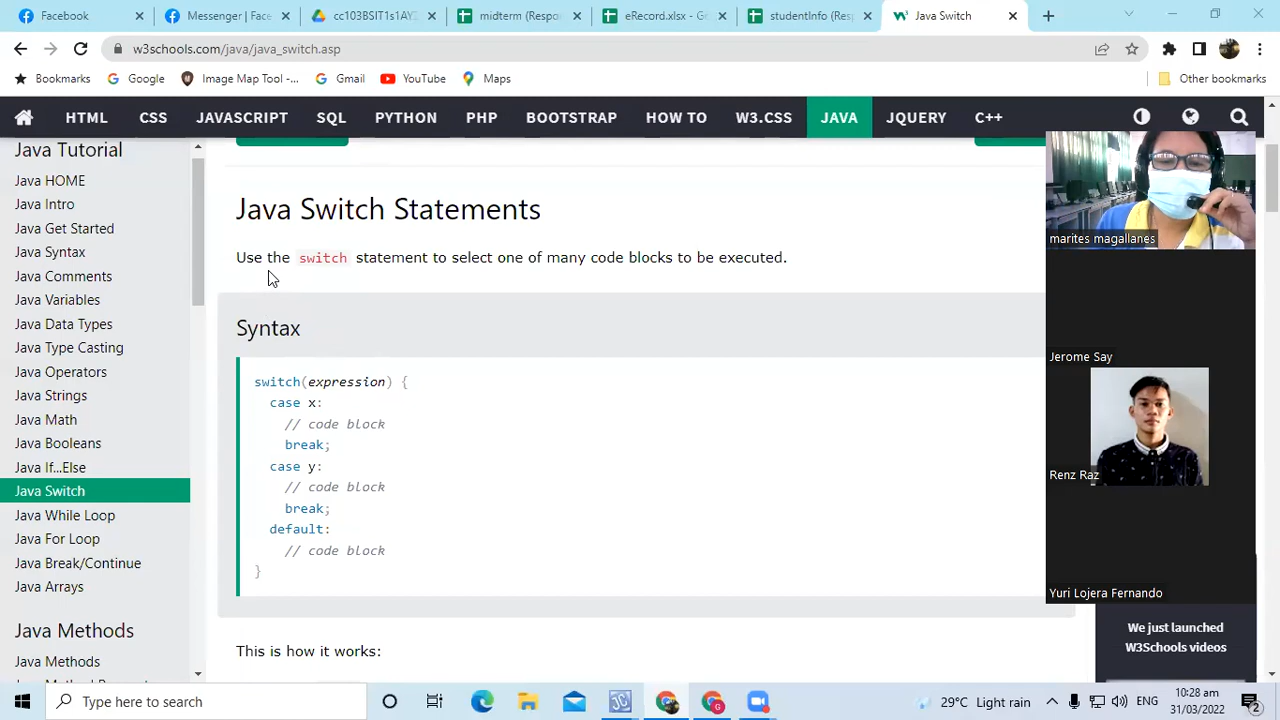 Facebook
Messenger | Face
cc103BSIT1s1AY2
midterm (Respon
eRecord.xlsx - Go
studentInfo (Resp
Java Switch
w3schools.com/java/java_switch.asp
Bookmarks
Google
Image Map Tool -...
Gmail
YouTube
Maps
Other bookmarks
HTML
CSS
JAVASCRIPT
SQL
PYTHON
PHP
BOOTSTRAP
HOW TO
W3.CSS
JAVA
JQUERY
C++
Java Tutorial
Java HOME
Java Intro
Java Get Started
Java Syntax
Java Comments
Java Variables
Java Data Types
Java Type Casting
Java Operators
Java Strings
Java Math
Java Booleans
Java If...Else
Java Switch
Java While Loop
Java For Loop
Java Break/Continue
Java Arrays
Java Methods
Java Methods
Java Switch Statements
Use the switch statement to select one of many code blocks to be executed.
Syntax
switch(expression) {
case x:
// code block
break;
case y:
// code block
break;
default:
// code block
}
This is how it works:
marites magallanes
Jerome Say
Renz Raz
Yuri Lojera Fernando
We just launched
W3Schools videos
Type here to search
29°C Light rain
ENG
10:28 am
31/03/2022
2